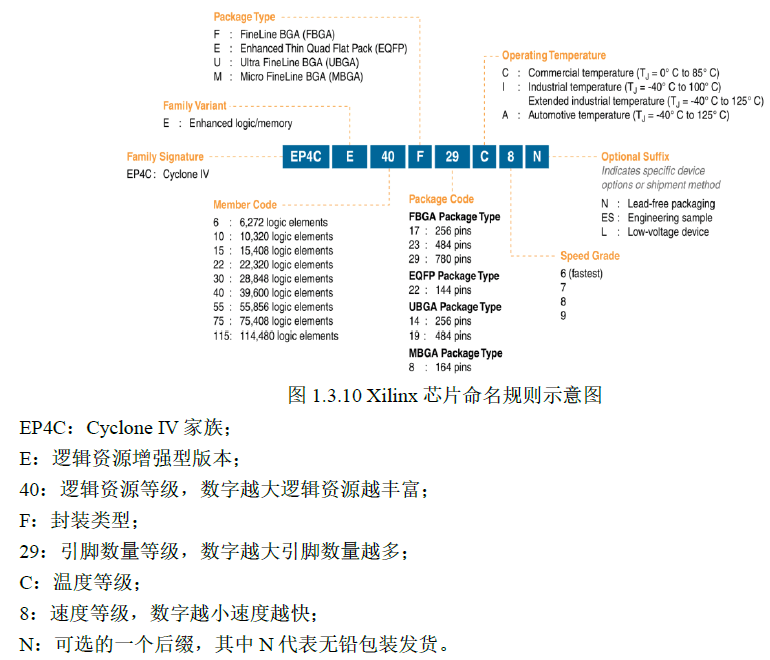 Package Type
F : FineLine BGA (FBGA)
E : Enhanced Thin Quad Flat Pack (EQFP)
U : Ultra FineLine BGA (UBGA)
M : Micro FineLine BGA (MBGA)
Operating Temperature
C : Commercial temperature (TJ = 0° C to 85° C)
I : Industrial temperature (TJ = -40° C to 100° C)
Extended industrial temperature (TJ = -40° C to 125° C)
A : Automotive temperature (TJ = -40° C to 125° C)
Family Variant
E : Enhanced logic/memory
Family Signature
EP4C : Cyclone IV
EP4C E 40 F 29 C 8 N
Optional Suffix
Indicates specific device
options or shipment method
N : Lead-free packaging
ES : Engineering sample
L : Low-voltage device
Member Code
6 : 6,272 logic elements
10 : 10,320 logic elements
15 : 15,408 logic elements
22 : 22,320 logic elements
30 : 28,848 logic elements
40 : 39,600 logic elements
55 : 55,856 logic elements
75 : 75,408 logic elements
115: 114,480 logic elements
Package Code
FBGA Package Type
17 : 256 pins
23 : 484 pins
29 : 780 pins
EQFP Package Type
22 : 144 pins
UBGA Package Type
14 : 256 pins
19 : 484 pins
MBGA Package Type
8 : 164 pins
Speed Grade
6 (fastest)
7
8
9
图 1.3.10 Xilinx 芯片命名规则示意图
EP4C：Cyclone IV 家族；
E：逻辑资源增强型版本；
40：逻辑资源等级，数字越大逻辑资源越丰富；
F：封装类型；
29：引脚数量等级，数字越大引脚数量越多；
C：温度等级；
8：速度等级，数字越小速度越快；
N：可选的一个后缀，其中 N 代表无铅包装发货。